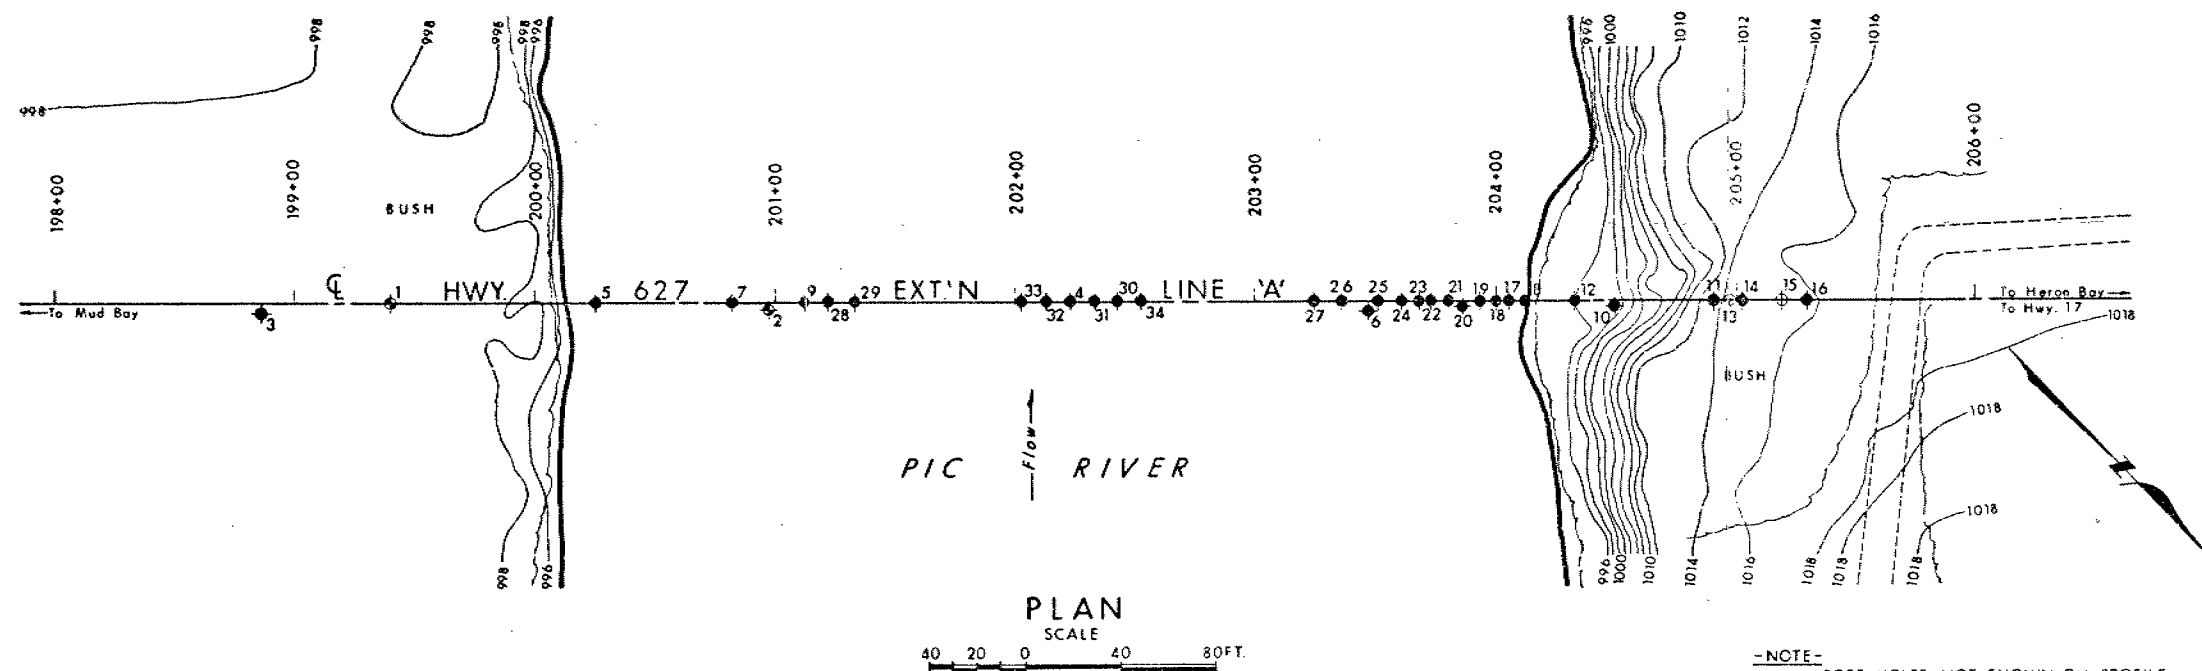 998 998 998 998 996
998
996 1000 1010 1012 1014 1016
198+00 199+00 200+00 201+00 202+00 203+00 204+00 205+00 206+00
BUSH
℄ HWY. 627 EXT.'N LINE 'A'
1 5 7 9 29 33 4 30 26 25 23 21 19 17 8 12 11 14 15 16
3 2 28 32 31 34 27 6 24 22 20 18 10 13
To Mud Bay
To Heron Bay
To Hwy. 17
1018
BUSH
1018
Flow
PIC RIVER
N
1018
998 996
996 1000 1010 1014 1016 1018 1018 1018
PLAN
SCALE
40 20 0 40 80FT.
-NOTE-